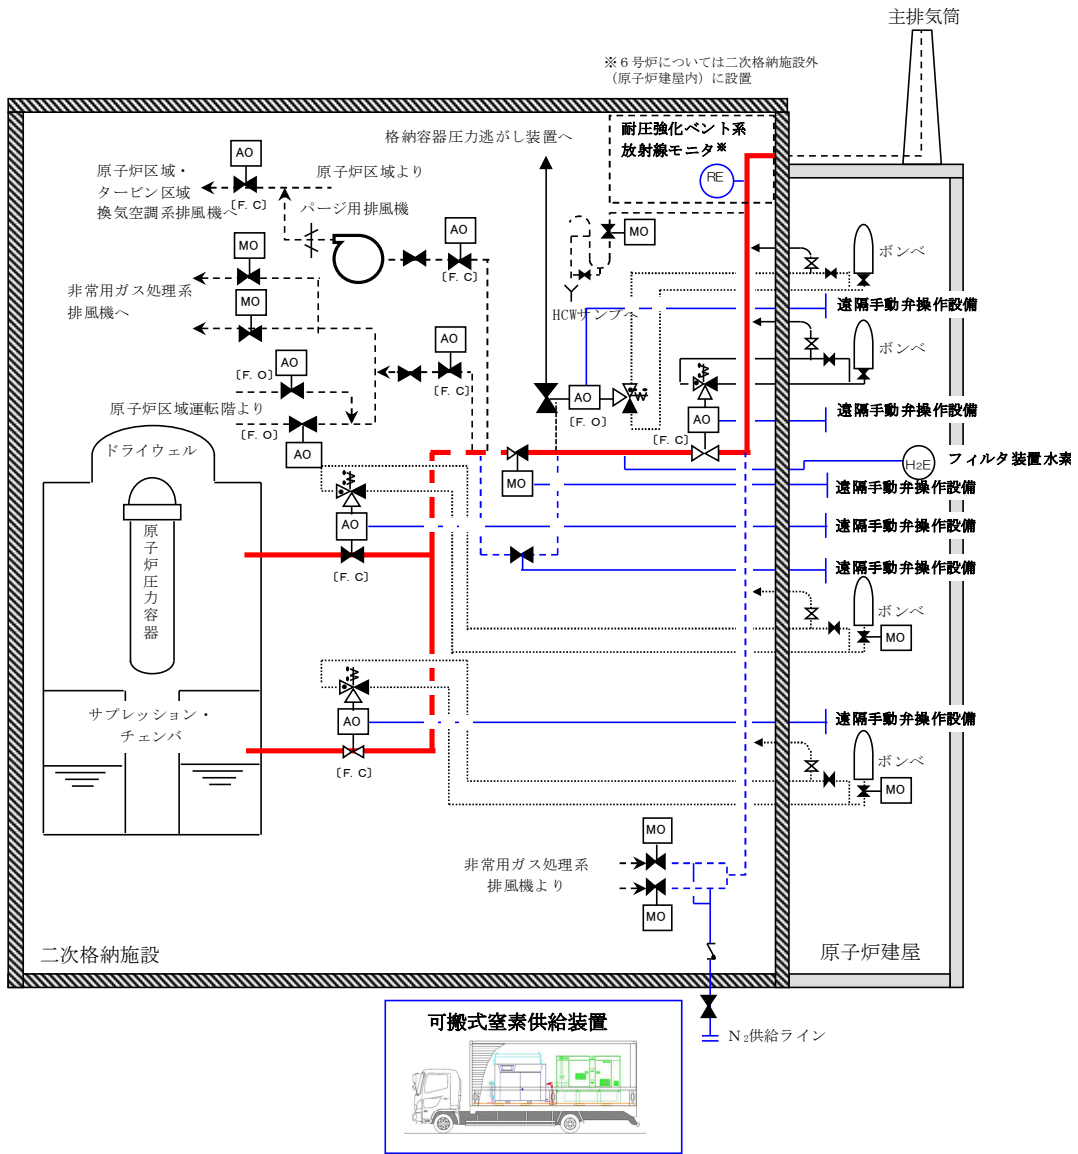 主排気筒
※６号炉については二次格納施設外
（原子炉建屋内）に設置
耐圧強化ベント系
放射線モニタ※
RE
格納容器圧力逃がし装置へ
AO
原子炉区域・
タービン区域
換気空調系排風機へ
[F. C]
原子炉区域より
パージ用排風機
AO
[F. C]
MO
MO
非常用ガス処理系
排風機へ
MO
HCWサンプへ
ボンベ
遠隔手動弁操作設備
ボンベ
AO
[F. C]
AO
[F. O]
原子炉区域運転階より
[F. O]
AO
AO
[F. O]
AO
[F. C]
遠隔手動弁操作設備
H2E
フィルタ装置水素
MO
遠隔手動弁操作設備
ドライウェル
原子炉圧力容器
AO
[F. C]
遠隔手動弁操作設備
遠隔手動弁操作設備
ボンベ
MO
サプレッション・
チェンバ
AO
[F. C]
遠隔手動弁操作設備
ボンベ
MO
MO
非常用ガス処理系
排風機より
MO
二次格納施設
原子炉建屋
可搬式窒素供給装置
N₂供給ライン